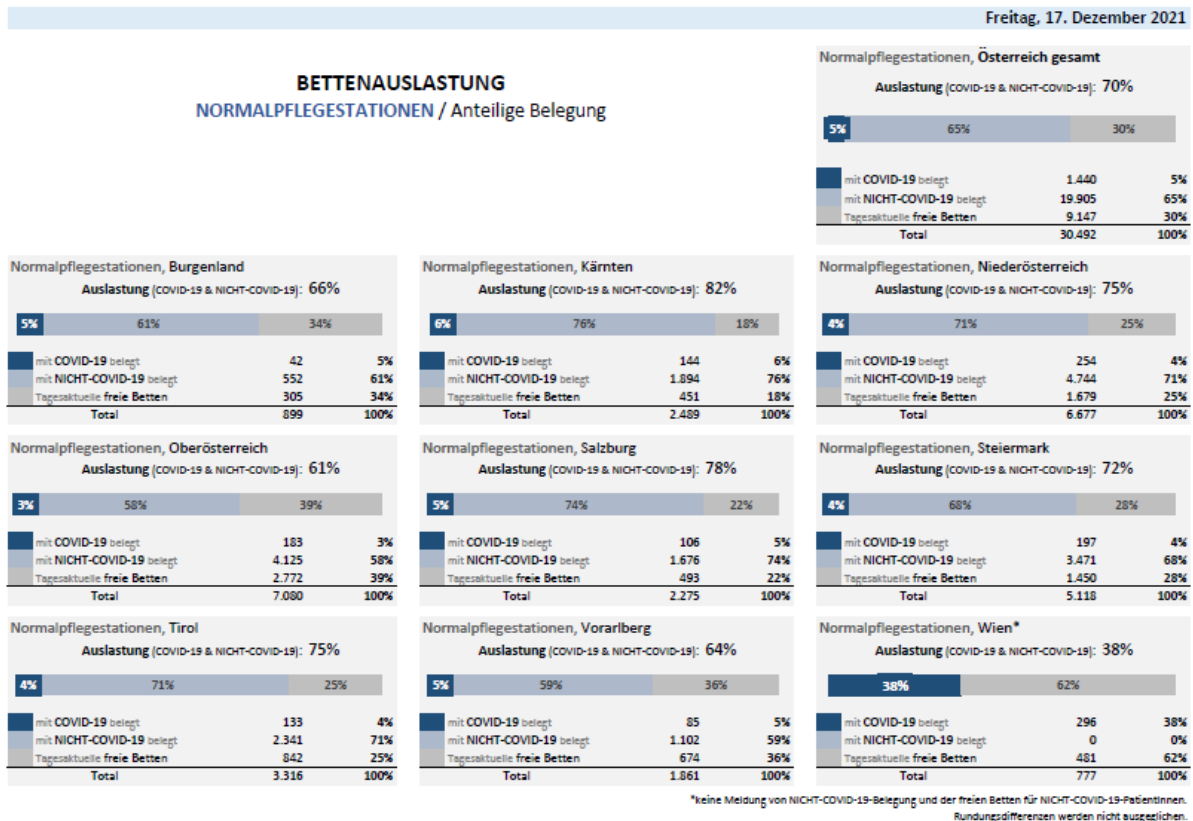 Freitag, 17. Dezember 2021
BETTENAUSLASTUNG
NORMALPFLEGESTATIONEN / Anteilige Belegung
Normalpflegestationen, Österreich gesamt
Auslastung (COVID-19 & NICHT-COVID-19): 70%
5% 65% 30%
mit COVID-19 belegt 1.440 5%
mit NICHT-COVID-19 belegt 19.905 65%
Tagesaktuelle freie Betten 9.147 30%
Total 30.492 100%
Normalpflegestationen, Burgenland
Auslastung (COVID-19 & NICHT-COVID-19): 66%
5% 61% 34%
mit COVID-19 belegt 42 5%
mit NICHT-COVID-19 belegt 552 61%
Tagesaktuelle freie Betten 305 34%
Total 899 100%
Normalpflegestationen, Kärnten
Auslastung (COVID-19 & NICHT-COVID-19): 82%
6% 76% 18%
mit COVID-19 belegt 144 6%
mit NICHT-COVID-19 belegt 1.894 76%
Tagesaktuelle freie Betten 451 18%
Total 2.489 100%
Normalpflegestationen, Niederösterreich
Auslastung (COVID-19 & NICHT-COVID-19): 75%
4% 71% 25%
mit COVID-19 belegt 254 4%
mit NICHT-COVID-19 belegt 4.744 71%
Tagesaktuelle freie Betten 1.679 25%
Total 6.677 100%
Normalpflegestationen, Oberösterreich
Auslastung (COVID-19 & NICHT-COVID-19): 61%
3% 58% 39%
mit COVID-19 belegt 183 3%
mit NICHT-COVID-19 belegt 4.125 58%
Tagesaktuelle freie Betten 2.772 39%
Total 7.080 100%
Normalpflegestationen, Salzburg
Auslastung (COVID-19 & NICHT-COVID-19): 78%
5% 74% 22%
mit COVID-19 belegt 106 5%
mit NICHT-COVID-19 belegt 1.676 74%
Tagesaktuelle freie Betten 493 22%
Total 2.275 100%
Normalpflegestationen, Steiermark
Auslastung (COVID-19 & NICHT-COVID-19): 72%
4% 68% 28%
mit COVID-19 belegt 197 4%
mit NICHT-COVID-19 belegt 3.471 68%
Tagesaktuelle freie Betten 1.450 28%
Total 5.118 100%
Normalpflegestationen, Tirol
Auslastung (COVID-19 & NICHT-COVID-19): 75%
4% 71% 25%
mit COVID-19 belegt 133 4%
mit NICHT-COVID-19 belegt 2.341 71%
Tagesaktuelle freie Betten 842 25%
Total 3.316 100%
Normalpflegestationen, Vorarlberg
Auslastung (COVID-19 & NICHT-COVID-19): 64%
5% 59% 36%
mit COVID-19 belegt 85 5%
mit NICHT-COVID-19 belegt 1.102 59%
Tagesaktuelle freie Betten 674 36%
Total 1.861 100%
Normalpflegestationen, Wien*
Auslastung (COVID-19 & NICHT-COVID-19): 38%
38% 62%
mit COVID-19 belegt 296 38%
mit NICHT-COVID-19 belegt 0 0%
Tagesaktuelle freie Betten 481 62%
Total 777 100%
*keine Meldung von NICHT-COVID-19-Belegung und der freien Betten für NICHT-COVID-19-PatientInnen.
Rundungsdifferenzen werden nicht ausgeglichen.